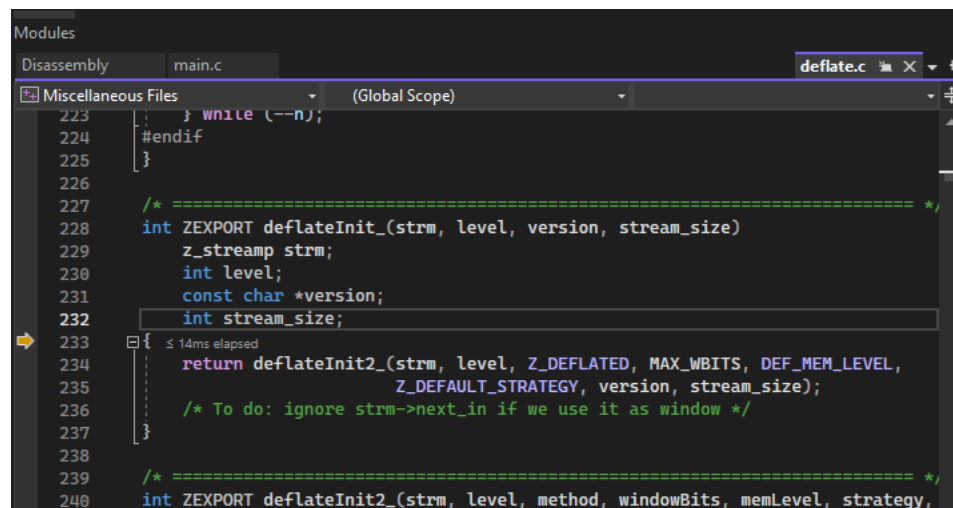 Modules
Disassembly main.c deflate.c
Miscellaneous Files (Global Scope)
223 } while (--n);
224 #endif
225 }
226
227 /* ========================================================================= */
228 int ZEXPORT deflateInit_(strm, level, version, stream_size)
229 z_streamp strm;
230 int level;
231 const char *version;
232 int stream_size;
233 { ≤ 14ms elapsed
234 return deflateInit2_(strm, level, Z_DEFLATED, MAX_WBITS, DEF_MEM_LEVEL,
235 Z_DEFAULT_STRATEGY, version, stream_size);
236 /* To do: ignore strm->next_in if we use it as window */
237 }
238
239 /* ========================================================================= */
240 int ZEXPORT deflateInit2_(strm, level, method, windowBits, memLevel, strategy,